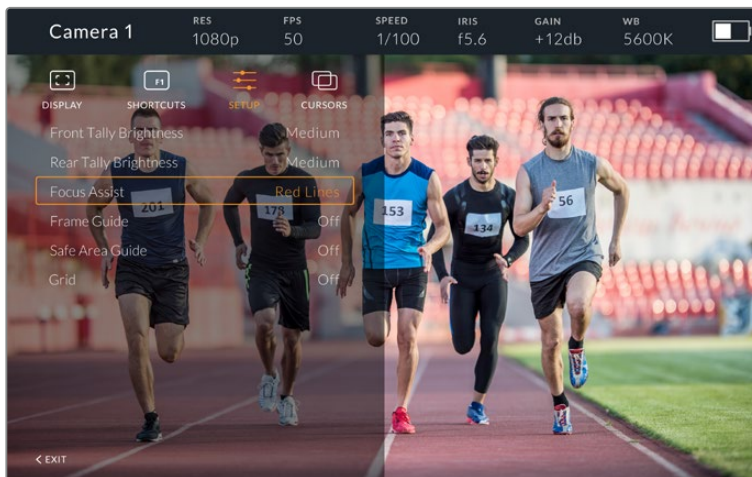 Camera 1
RES FPS SPEED IRIS GAIN WB
1080p 50 1/100 f5.6 +12db 5600K
F1
DISPLAY SHORTCUTS SETUP CURSORS
Front Tally Brightness Medium
Rear Tally Brightness Medium
Focus Assist Red Lines
Frame Guide Off
Safe Area Guide Off
Grid Off
201 178 153 134 56
< EXIT